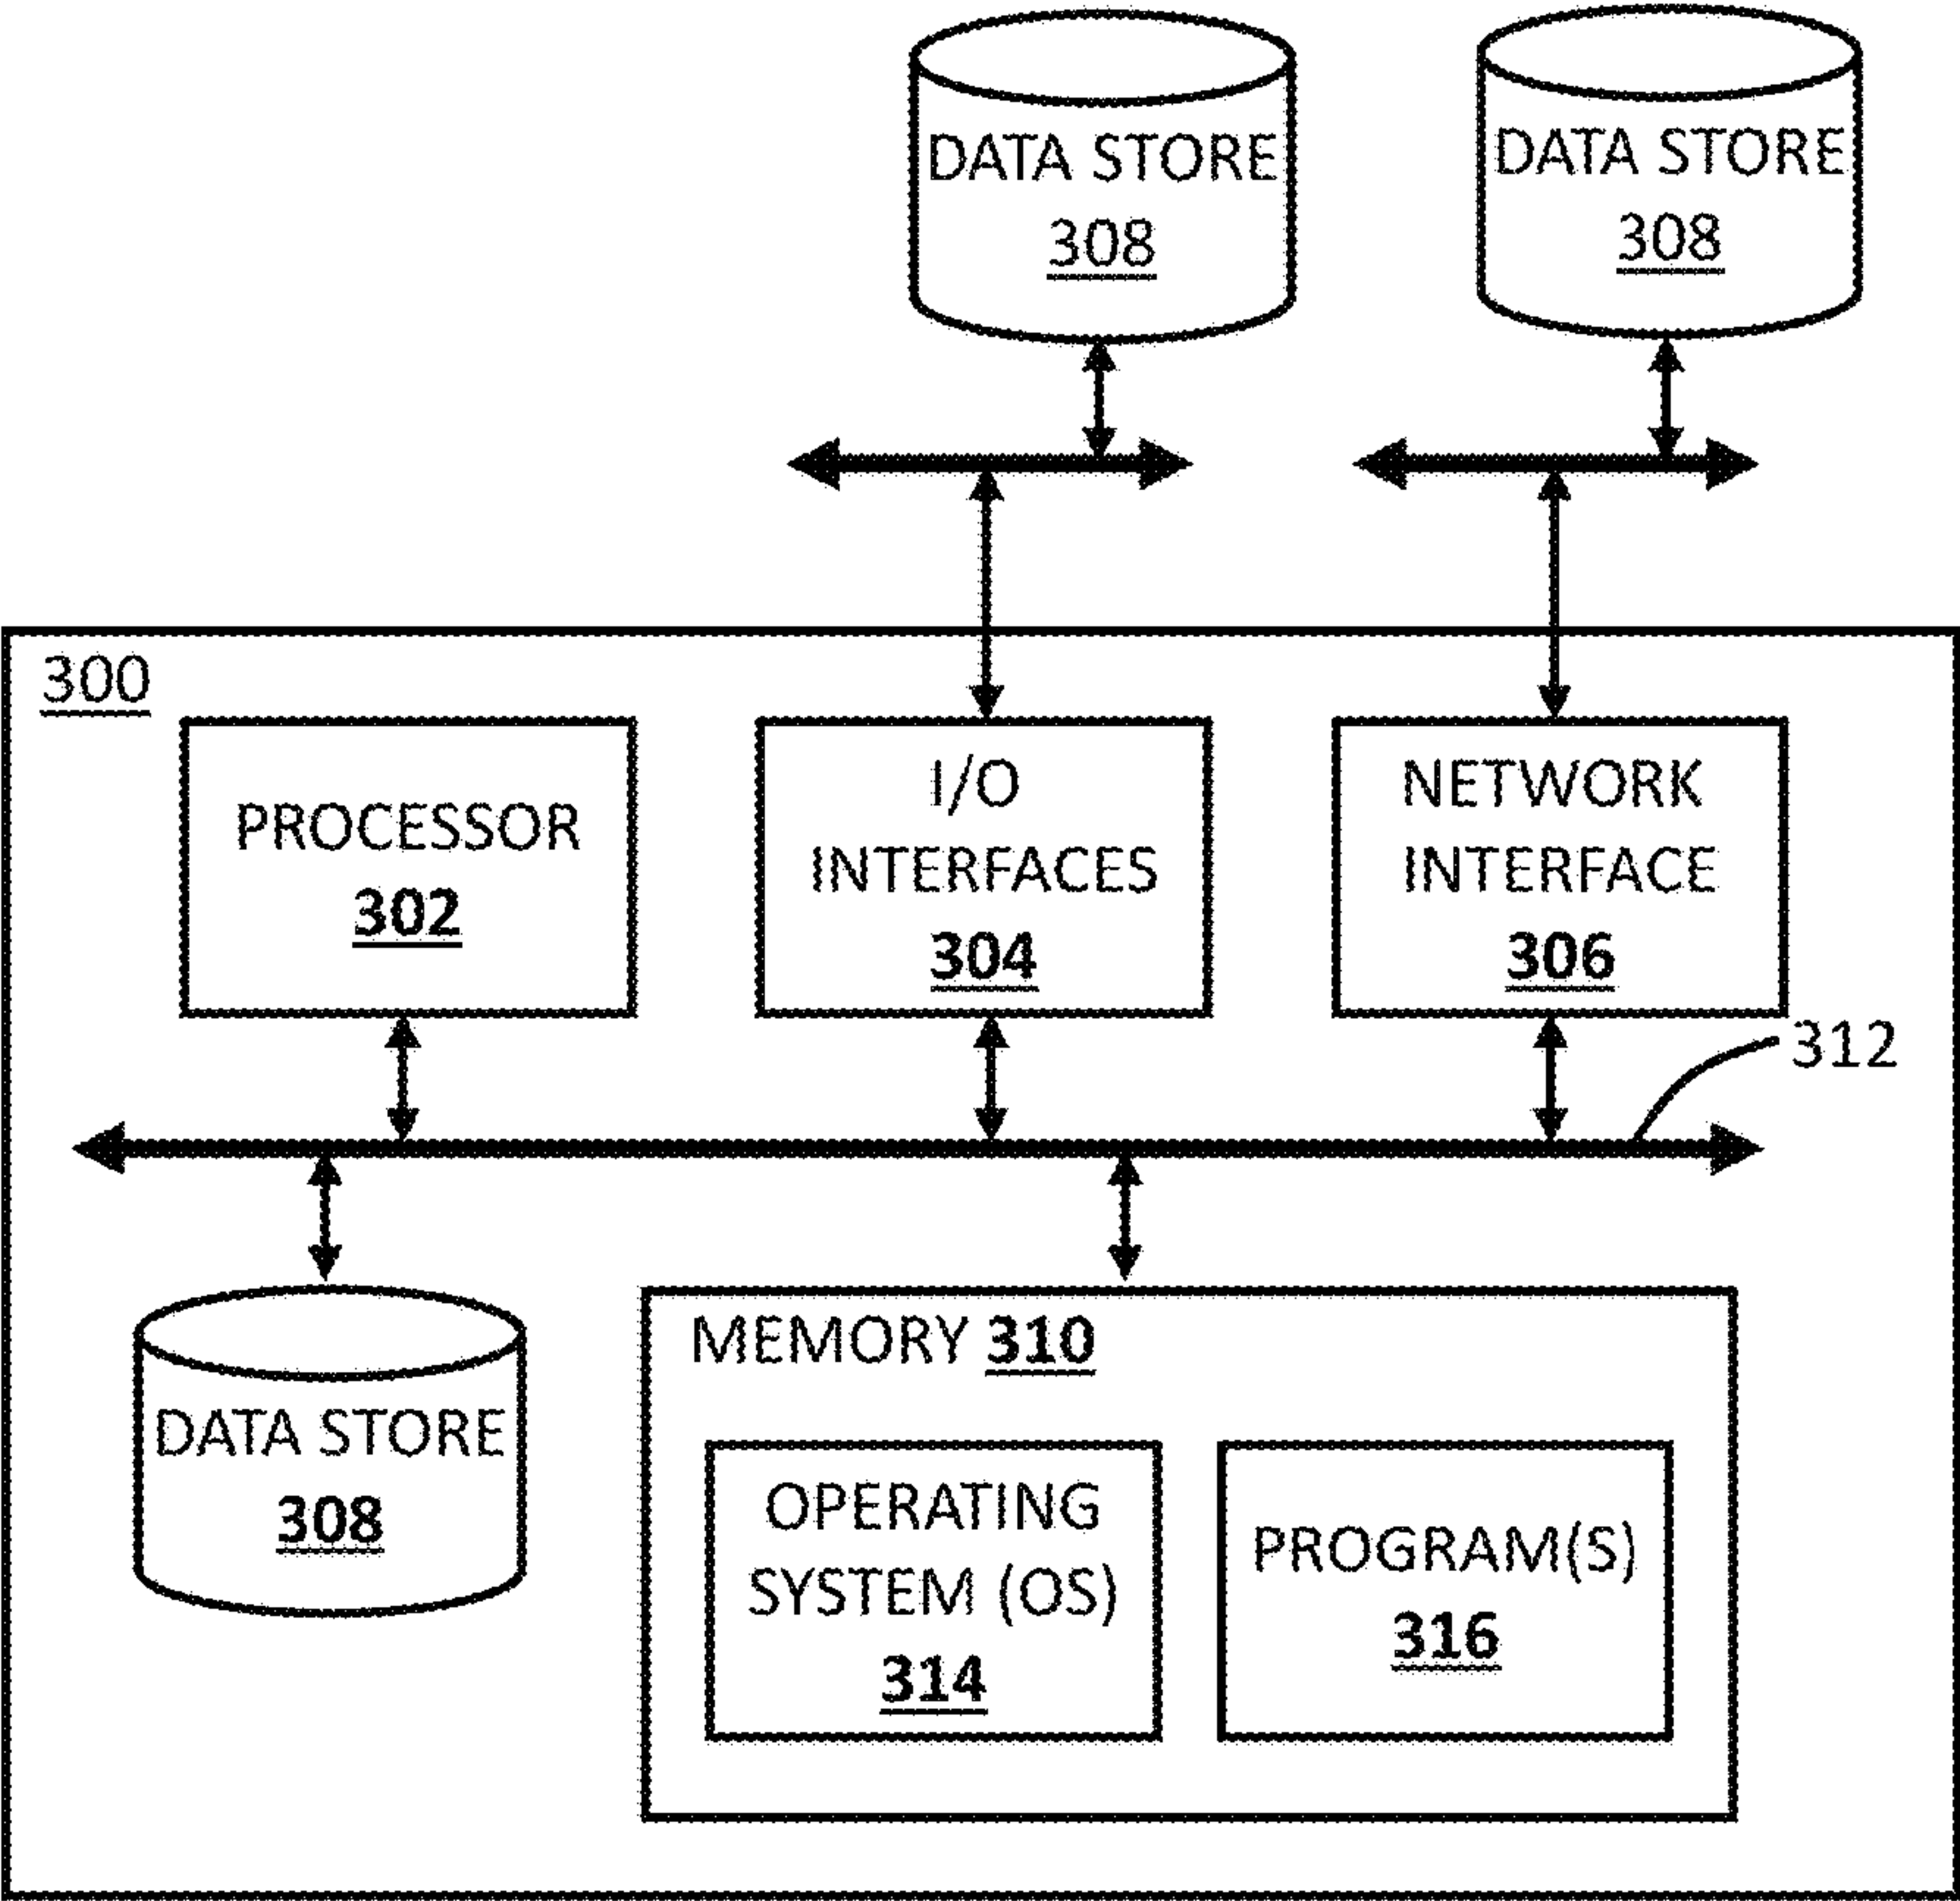 DATA STORE
308
DATA STORE
308
300
PROCESSOR
302
I/O
INTERFACES
304
NETWORK
INTERFACE
306
312
DATA STORE
308
MEMORY 310
OPERATING
SYSTEM (OS)
314
PROGRAM(S)
316